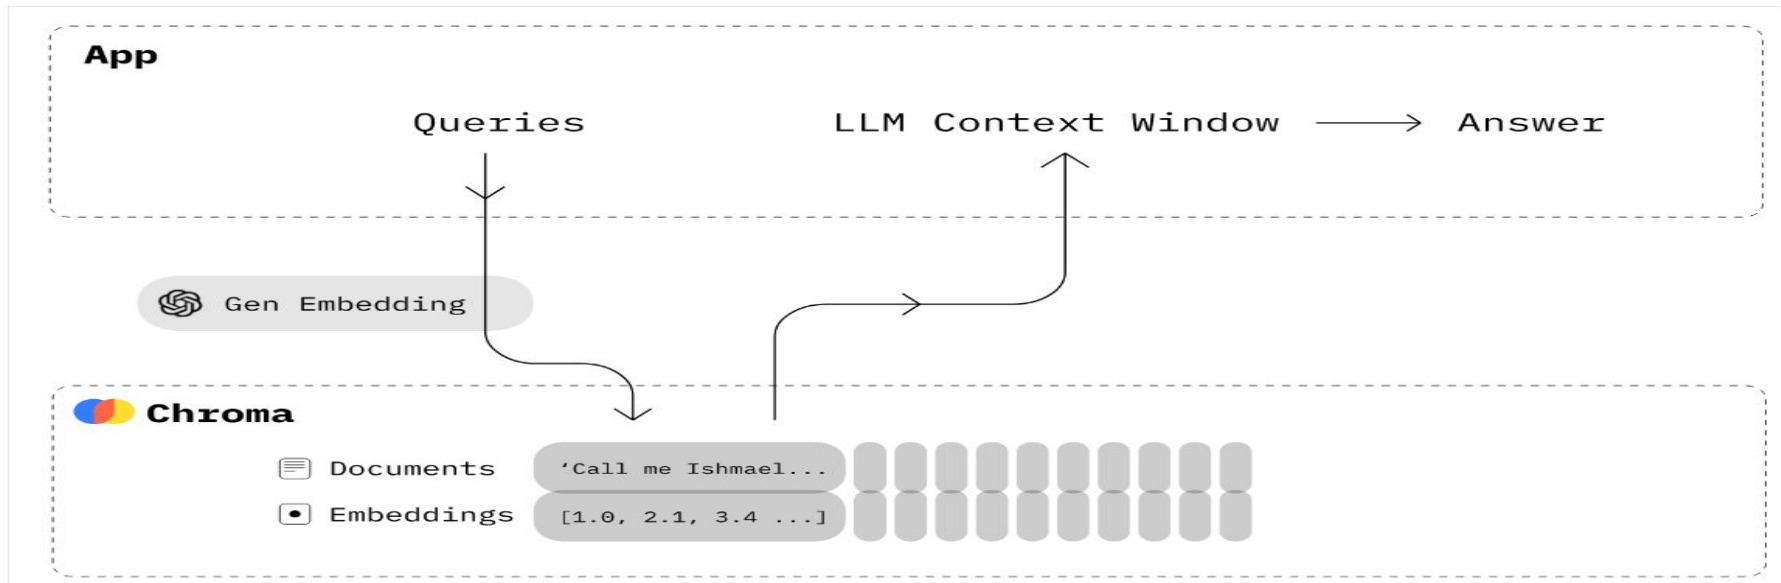 App
Queries
LLM Context Window
Answer
Gen Embedding
Chroma
Documents
‘Call me Ishmael...
Embeddings
[1.0, 2.1, 3.4 ...]